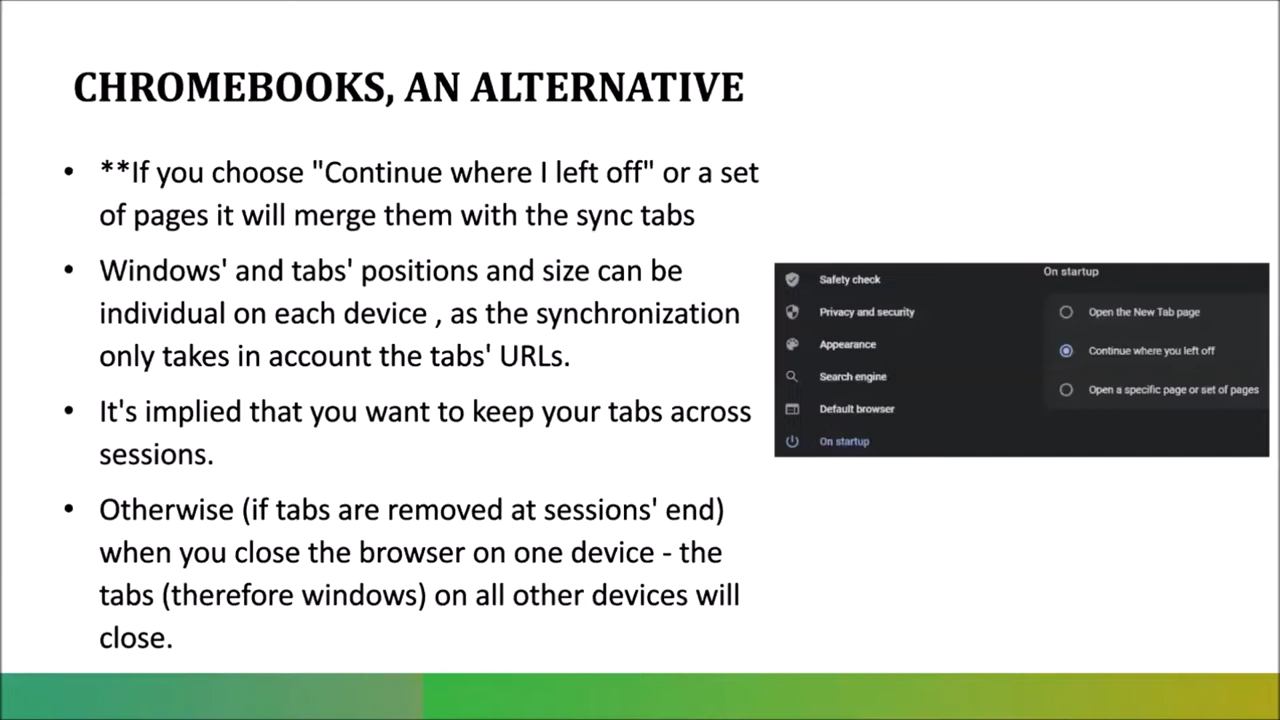 CHROMEBOOKS, AN ALTERNATIVE
• **If you choose "Continue where I left off" or a set
of pages it will merge them with the sync tabs
• Windows' and tabs' positions and size can be
individual on each device , as the synchronization
only takes in account the tabs' URLs.
• It's implied that you want to keep your tabs across
sessions.
• Otherwise (if tabs are removed at sessions' end)
when you close the browser on one device - the
tabs (therefore windows) on all other devices will
close.
Safety check
Privacy and security
Appearance
Search engine
Default browser
On startup
On startup
Open the New Tab page
Continue where you left off
Open a specific page or set of pages